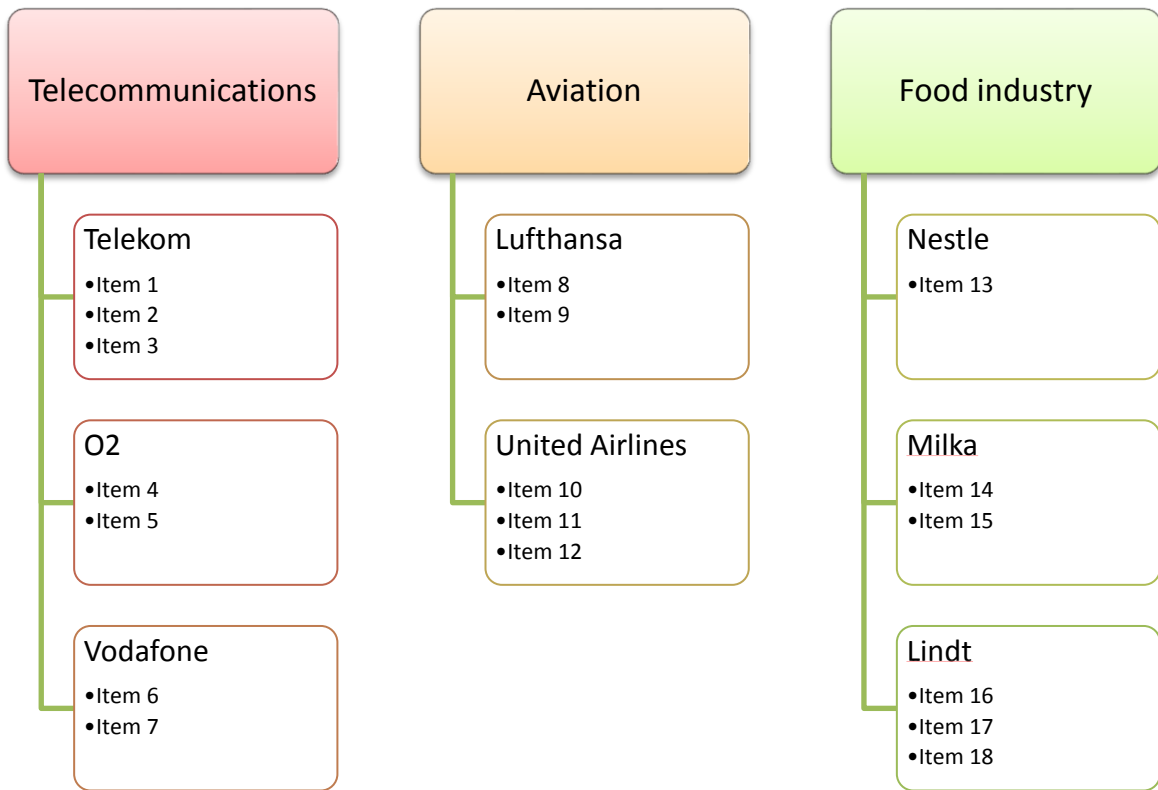 Telecommunications
Telekom
•Item 1
•Item 2
•Item 3
O2
•Item 4
•Item 5
Vodafone
•Item 6
•Item 7
Aviation
Lufthansa
•Item 8
•Item 9
United Airlines
•Item 10
•Item 11
•Item 12
Food industry
Nestle
•Item 13
Milka
•Item 14
•Item 15
Lindt
•Item 16
•Item 17
•Item 18